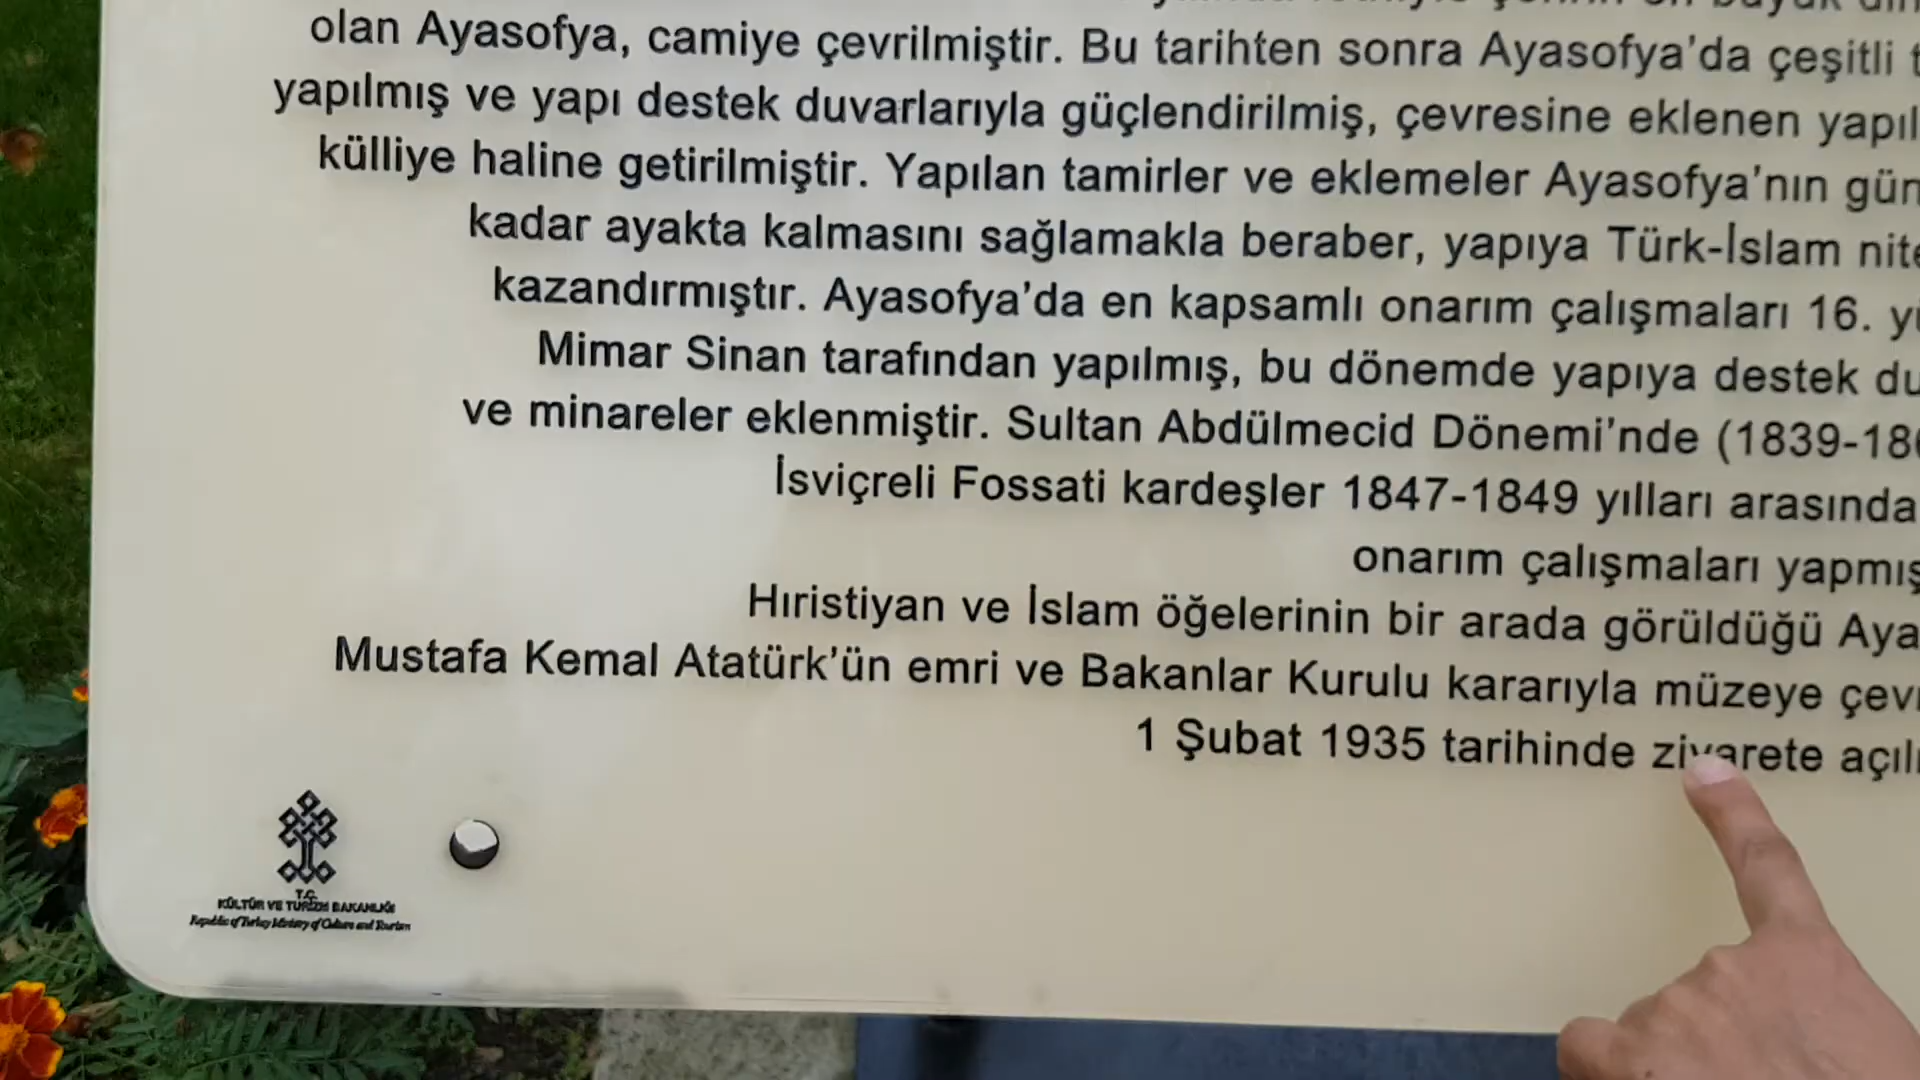 olan Ayasofya, camiye çevrilmiştir. Bu tarihten sonra Ayasofya'da çeşitli
yapılmış ve yapı destek duvarlarıyla güçlendirilmiş, çevresine eklenen yapıl
külliye haline getirilmiştir. Yapılan tamirler ve eklemeler Ayasofya'nın gün
kadar ayakta kalmasını sağlamakla beraber, yapıya Türk-İslam nite
kazandırmıştır. Ayasofya'da en kapsamlı onarım çalışmaları 16. yü
Mimar Sinan tarafından yapılmış, bu dönemde yapıya destek du
ve minareler eklenmiştir. Sultan Abdülmecid Dönemi'nde (1839-186
İsviçreli Fossati kardeşler 1847-1849 yılları arasında
onarım çalışmaları yapmış
Hıristiyan ve İslam öğelerinin bir arada görüldüğü Aya
Mustafa Kemal Atatürk'ün emri ve Bakanlar Kurulu kararıyla müzeye çevr
1 Şubat 1935 tarihinde ziyarete açıl
T.C.
KÜLTÜR VE TURİZM BAKANLIĞI
Republic of Turkey Ministry of Culture and Tourism